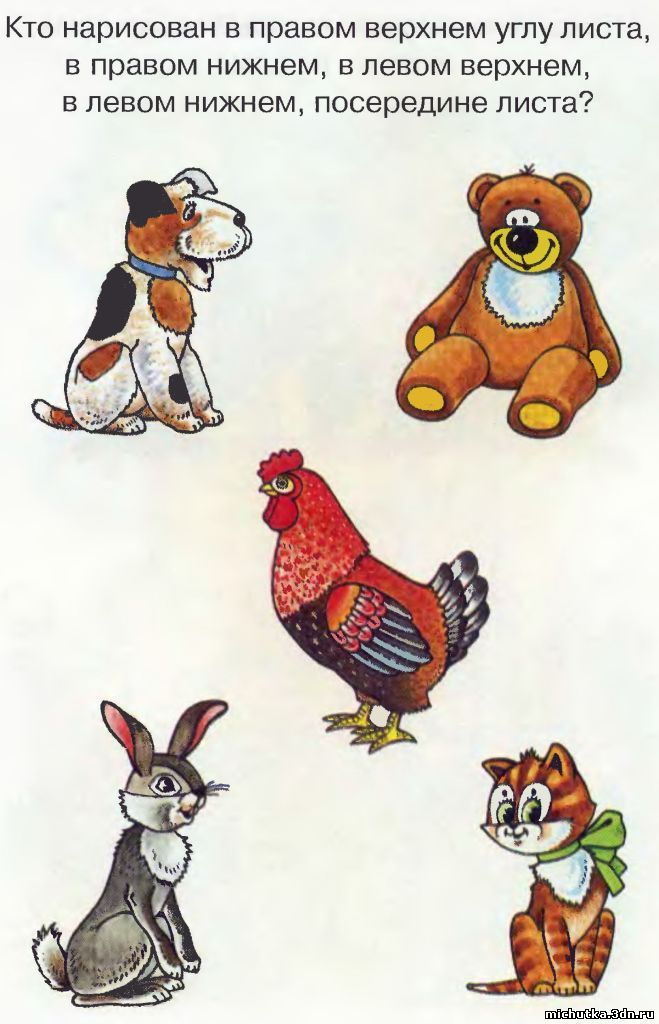 Кто нарисован в правом верхнем углу листа,
в правом нижнем, в левом верхнем,
в левом нижнем, посередине листа?
michutka.3dn.ru